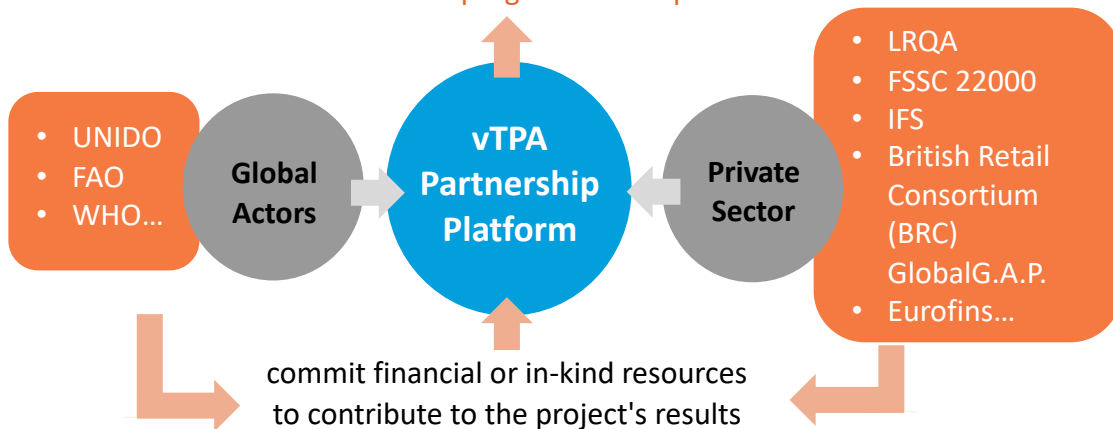 • UNIDO
• FAO
• WHO...
Global
Actors
vTPA
Partnership
Platform
Private
Sector
• LRQA
• FSSC 22000
• IFS
• British Retail
Consortium
(BRC)
GlobalG.A.P.
• Eurofins...
commit financial or in-kind resources
to contribute to the project's results